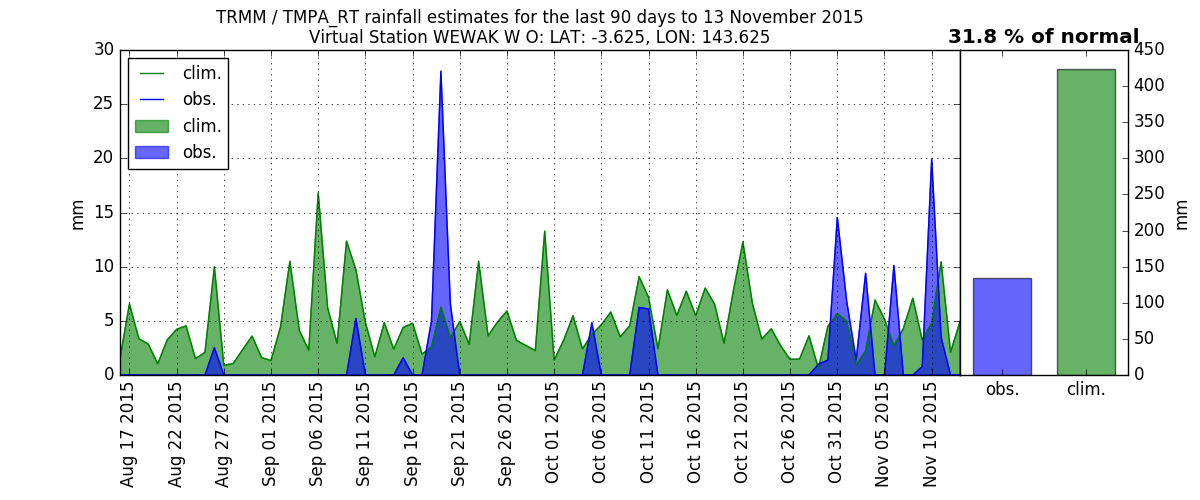 TRMM / TMPA_RT rainfall estimates for the last 90 days to 13 November 2015
Virtual Station WEWAK W O: LAT: -3.625, LON: 143.625
31.8 % of normal
30
25
20
15
10
5
0
mm
clim.
obs.
clim.
obs.
450
400
350
300
250
200
150
100
50
0
mm
obs.
clim.
Aug 17 2015
Aug 22 2015
Aug 27 2015
Sep 01 2015
Sep 06 2015
Sep 11 2015
Sep 16 2015
Sep 21 2015
Sep 26 2015
Oct 01 2015
Oct 06 2015
Oct 11 2015
Oct 16 2015
Oct 21 2015
Oct 26 2015
Oct 31 2015
Nov 05 2015
Nov 10 2015